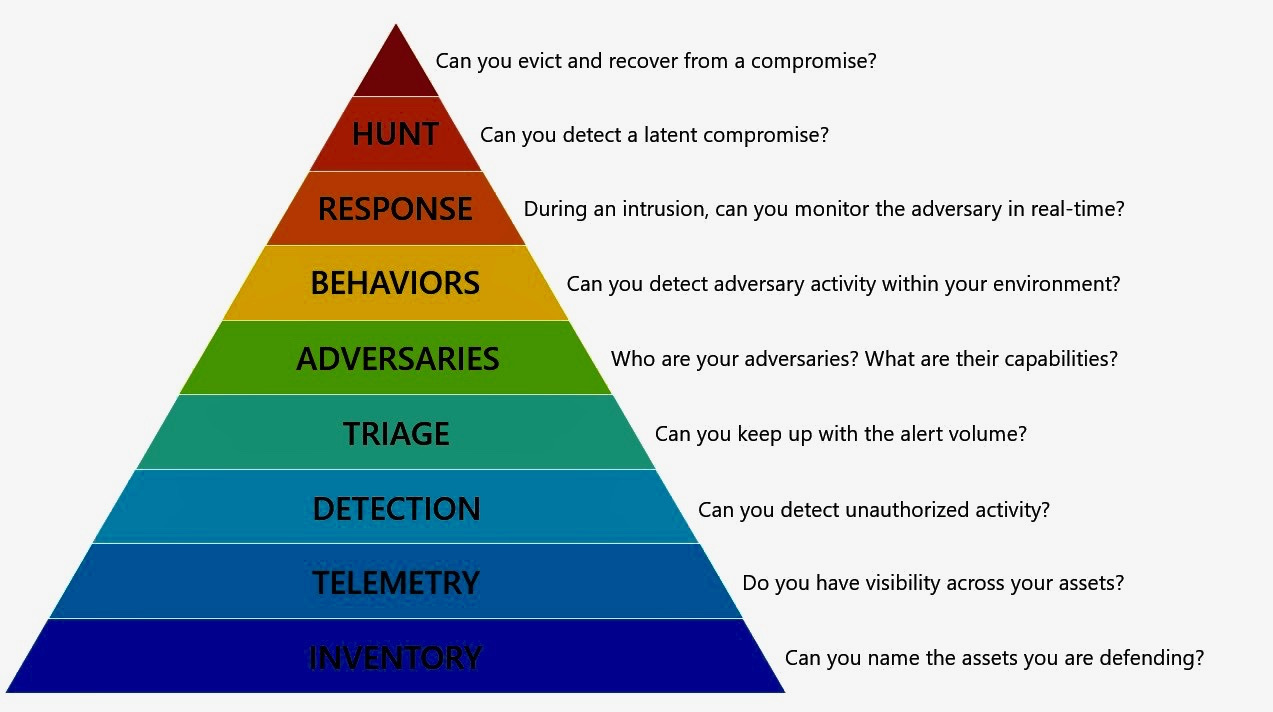 Can you evict and recover from a compromise?
HUNT Can you detect a latent compromise?
RESPONSE During an intrusion, can you monitor the adversary in real-time?
BEHAVIORS Can you detect adversary activity within your environment?
ADVERSARIES Who are your adversaries? What are their capabilities?
TRIAGE Can you keep up with the alert volume?
DETECTION Can you detect unauthorized activity?
TELEMETRY Do you have visibility across your assets?
INVENTORY Can you name the assets you are defending?